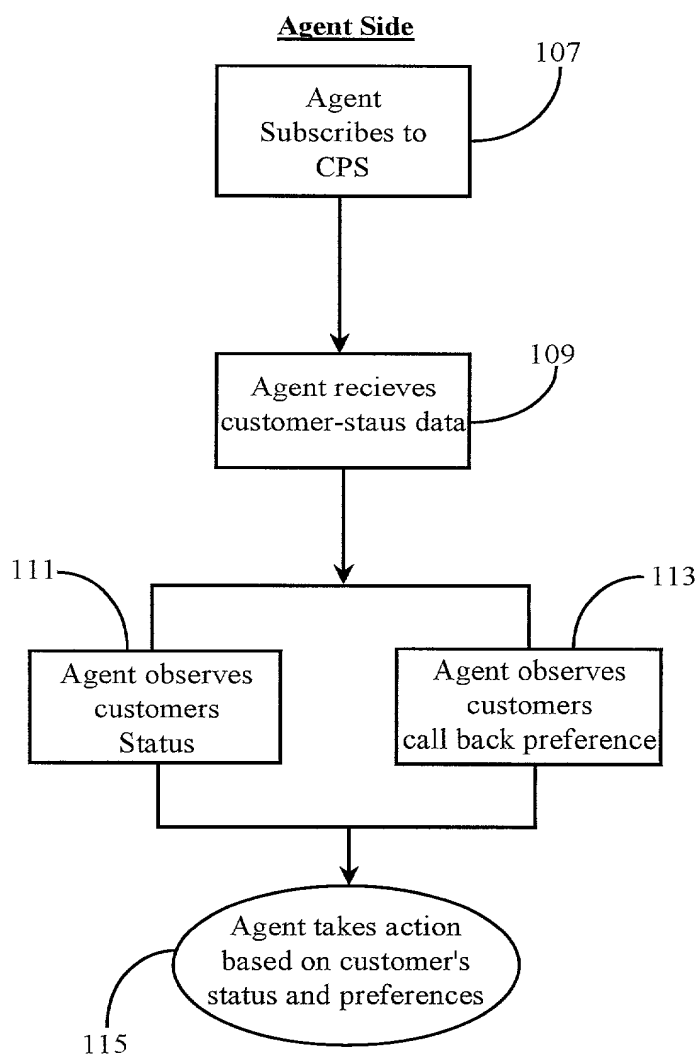 Agent Side
107
Agent
Subscribes to
CPS
109
Agent recieves
customer-staus data
111
113
Agent observes
customers
Status
Agent observes
customers
call back preference
Agent takes action
based on customer's
status and preferences
115